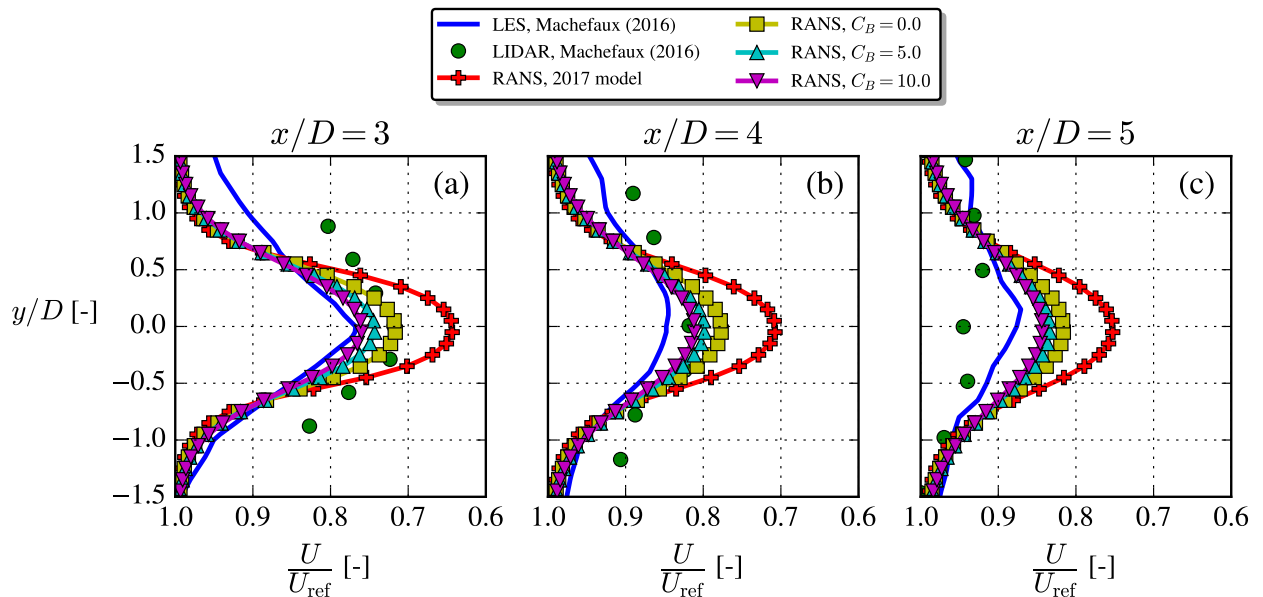 LES, Machefaux (2016)
LIDAR, Machefaux (2016)
RANS, 2017 model
RANS, C_B = 0.0
RANS, C_B = 5.0
RANS, C_B = 10.0
x/D = 3
x/D = 4
x/D = 5
(a)
(b)
(c)
1.5
1.0
0.5
0.0
−0.5
−1.0
−1.5
y/D [-]
1.0 0.9 0.8 0.7 0.6
1.0 0.9 0.8 0.7 0.6
1.0 0.9 0.8 0.7 0.6
U/U_ref [-]
U/U_ref [-]
U/U_ref [-]